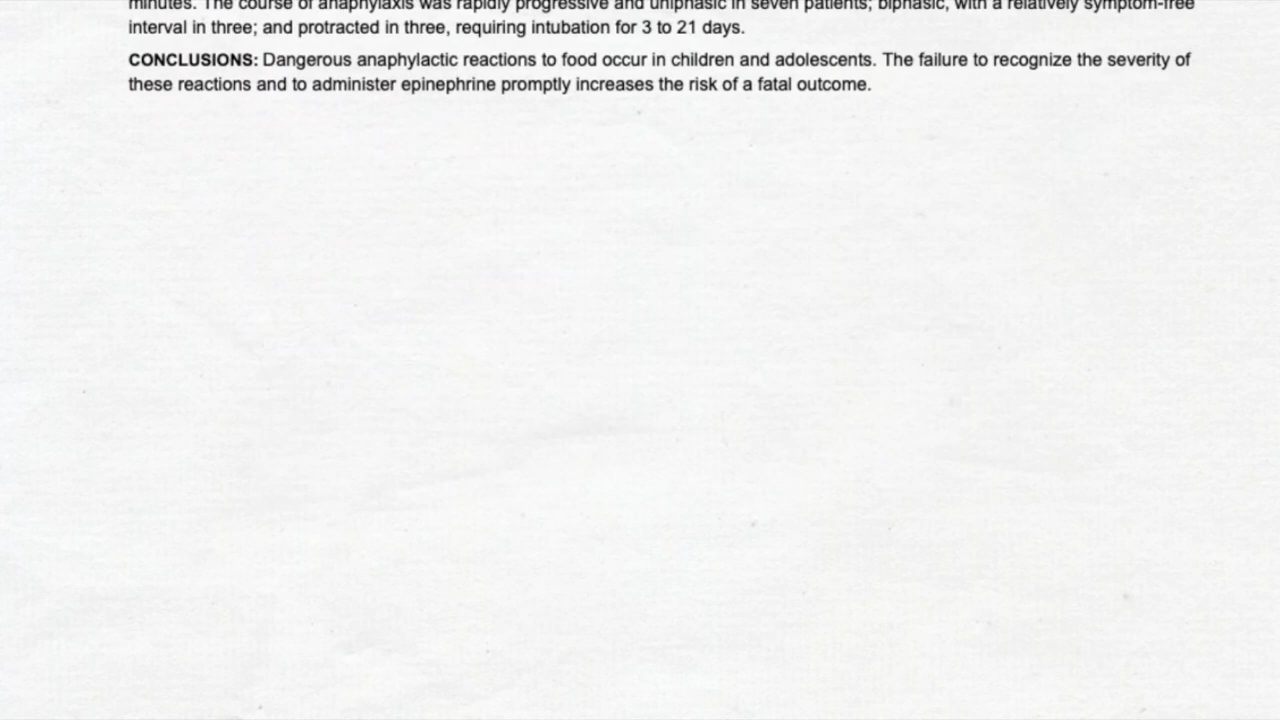 minutes. The course of anaphylaxis was rapidly progressive and uniphasic in seven patients; biphasic, with a relatively symptom-free
interval in three; and protracted in three, requiring intubation for 3 to 21 days.
CONCLUSIONS: Dangerous anaphylactic reactions to food occur in children and adolescents. The failure to recognize the severity of
these reactions and to administer epinephrine promptly increases the risk of a fatal outcome.